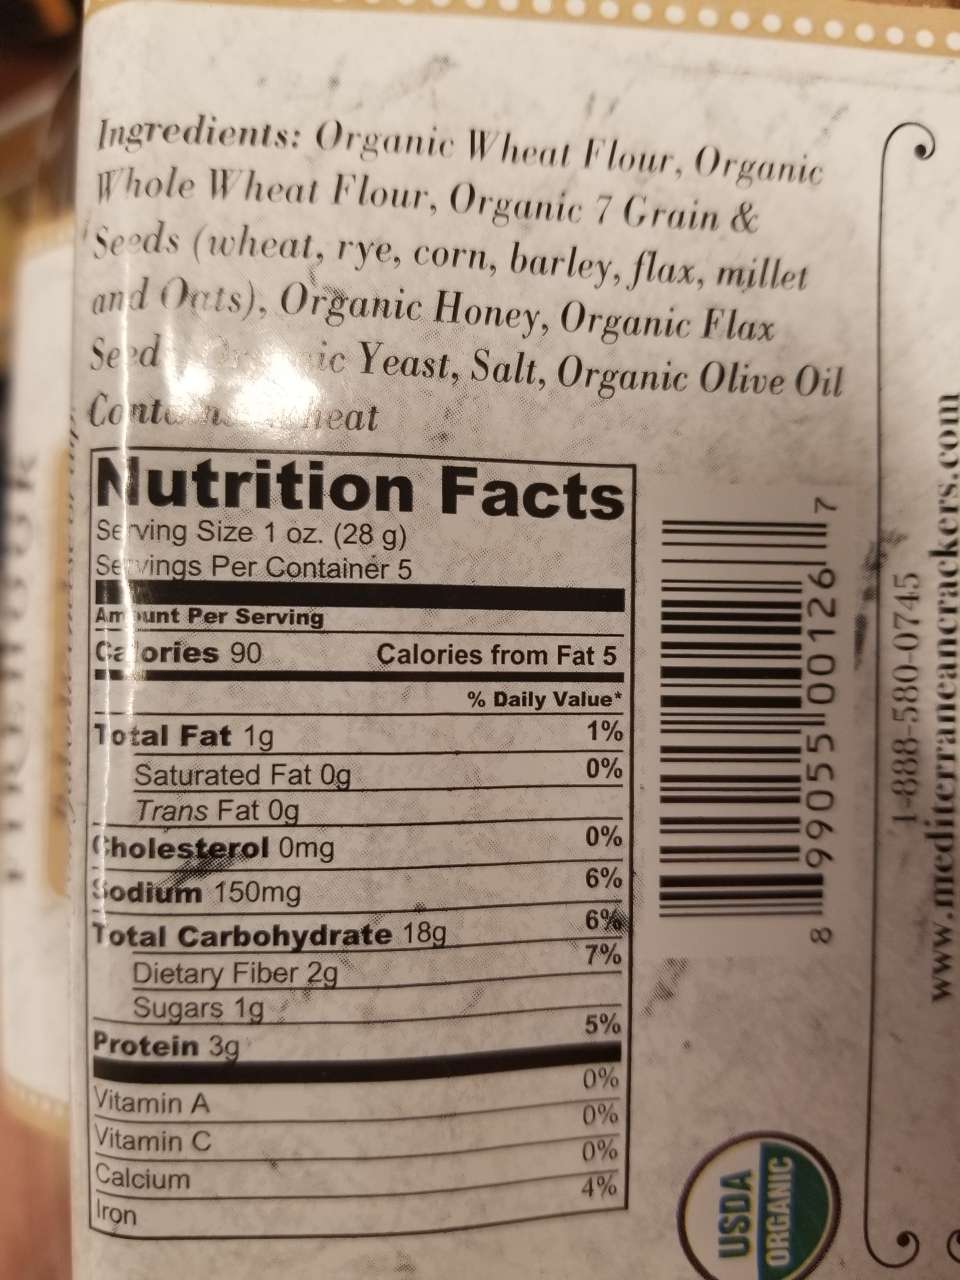 Ingredients: Organic Wheat Flour, Organic
Whole Wheat Flour, Organic 7 Grain &
Seeds (wheat, rye, corn, barley, flax, millet
and Oats), Organic Honey, Organic Flax
Seed Yeast, Salt, Organic Olive Oil
Nutrition Facts
Serving Size 1 oz. (28 g)
Servings Per Container 5
Amount Per Serving
Calories 90 Calories from Fat 5
% Daily Value*
Total Fat 1g 1%
Saturated Fat 0g 0%
Trans Fat 0g
Cholesterol 0mg 0%
Sodium 150mg 6%
Total Carbohydrate 18g 6%
Dietary Fiber 2g 7%
Sugars 1g
Protein 3g 5%
Vitamin A 0%
Vitamin C 0%
Calcium 0%
Iron 4%
8 99055 00126 7
1-888-580-0745
www.mediterraneancrackers.com
USDA
ORGANIC